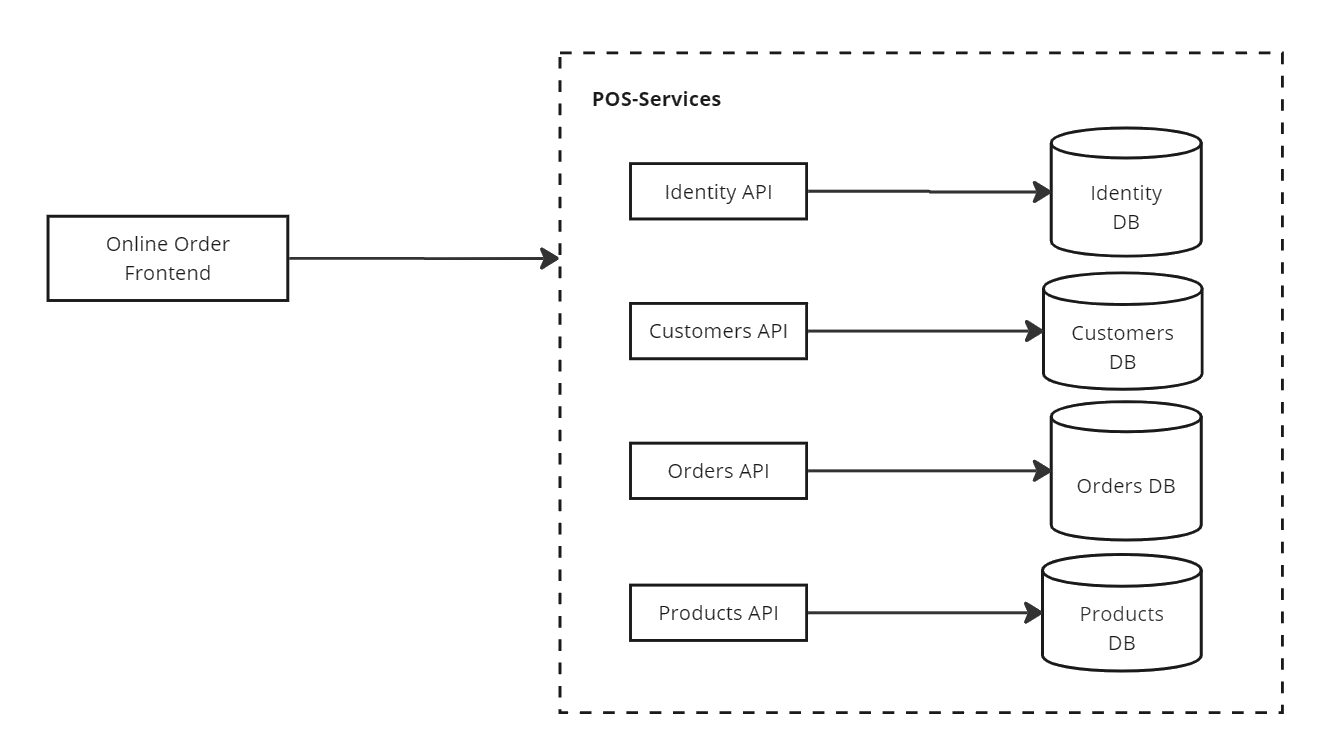 POS-Services
Identity API
Identity
DB
Online Order
Frontend
Customers API
Customers
DB
Orders API
Orders DB
Products API
Products
DB